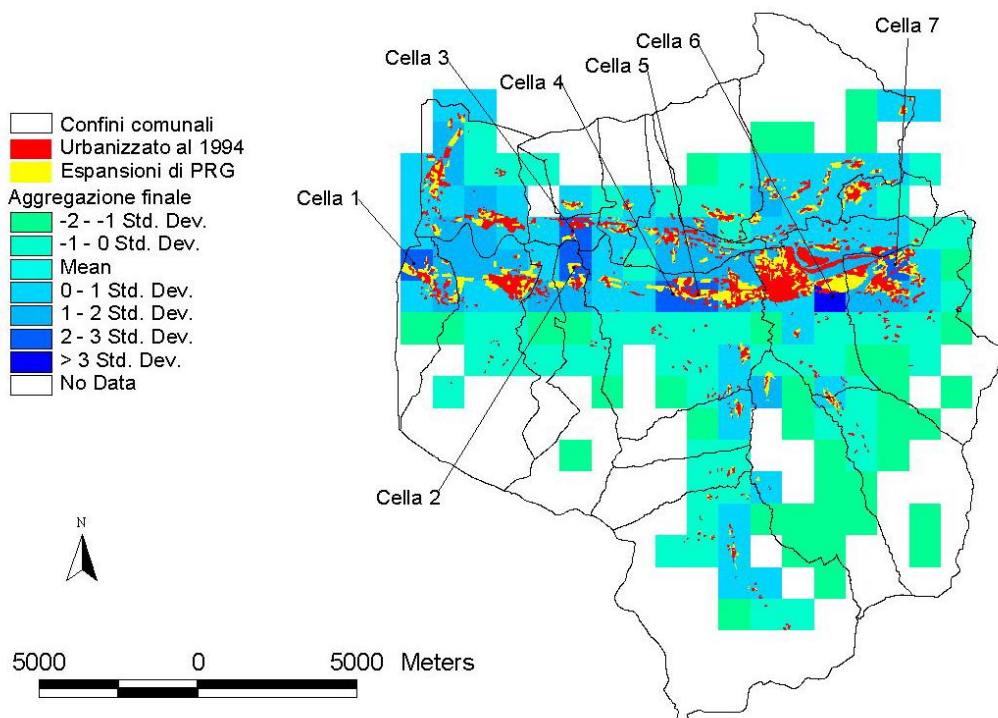 Cella 7
Cella 6
Cella 3
Cella 5
Cella 4
Confini comunali
Urbanizzato al 1994
Espansioni di PRG
Cella 1
Aggregazione finale
-2 - -1 Std. Dev.
-1 - 0 Std. Dev.
Mean
0 - 1 Std. Dev.
1 - 2 Std. Dev.
2 - 3 Std. Dev.
> 3 Std. Dev.
No Data
Cella 2
N
5000 0 5000 Meters